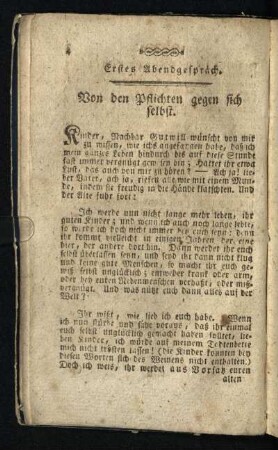 4
Erstes Abendgespräch.
Von den Pflichten gegen sich
selbst.
Kinder, Nachbar Gutwill wünscht von mir
zu wissen, wie ichs angefangen habe, daß ich
mein ganzes Leben hindurch bis auf diese Stunde
fast immer vergnügt gewesen bin; Hättet ihr etwa
Lust, das auch von mir zu hören? — Ach ja! lie-
ber Vater, ach ja, riefen alle wie mit einem Mun-
de, indem sie freudig in die Hände klatschten. Und
der Alte fuhr fort:
Ich werde nun nicht lange mehr leben, ihr
guten Kinder; und wenn ich auch noch lange lebte,
so werde ich doch nicht immer bey euch seyn: denn
ihr kommt vielleicht in einigen Jahren der eine
hier, der andere dort hin. Dann werdet ihr euch
selbst überlassen seyn, und seyd ihr dann nicht klug
und keine gute Menschen, so macht ihr euch ge-
wiß selbst unglücklich; entweder krank oder arm,
oder bey euren Nebenmenschen verhaßt, oder miß-
vergnügt. Und was nützt euch dann alles auf der
Welt?
Ihr wißt, wie lieb ich euch habe. Wenn
ich nun stürbe und sähe voraus, daß ihr einmal
euch selbst unglücklich gemacht haben solltet, lie-
ben Kinder, ich würde auf meinem Todtenbette
mich nicht trösten lassen! (die Kinder konnten bey
diesen Worten sich des Weinens nicht enthalten.)
Doch ich weis, ihr werdet aus Vorsatz euren
alten